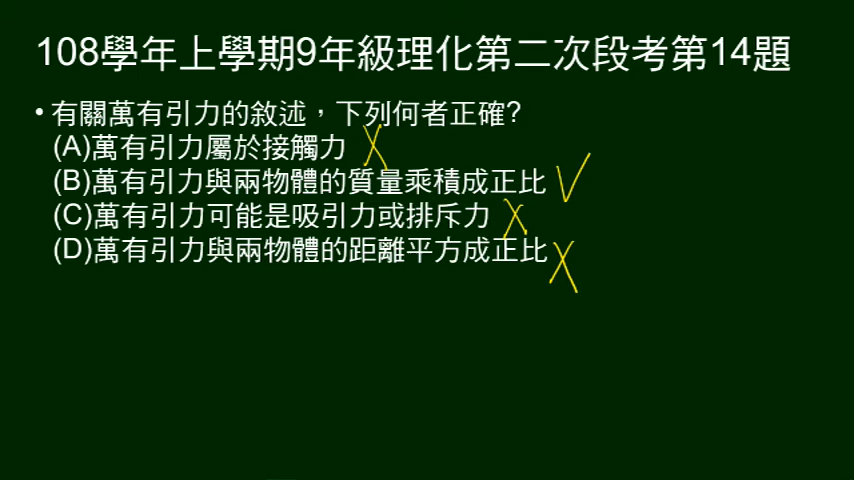 108學年上學期9年級理化第二次段考第14題
• 有關萬有引力的敘述，下列何者正確?
(A)萬有引力屬於接觸力 X
(B)萬有引力與兩物體的質量乘積成正比 V
(C)萬有引力可能是吸引力或排斥力 X
(D)萬有引力與兩物體的距離平方成正比 X